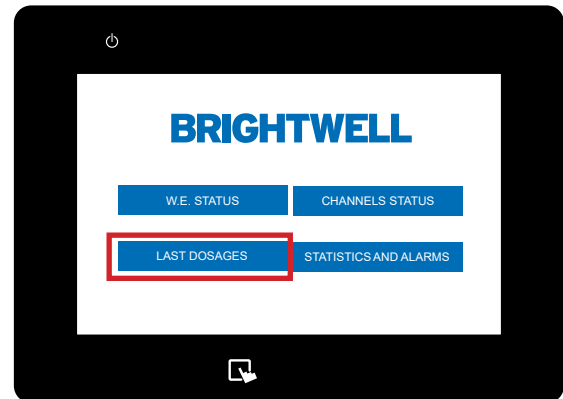 BRIGHTWELL
W.E. STATUS CHANNELS STATUS
LAST DOSAGES STATISTICS AND ALARMS